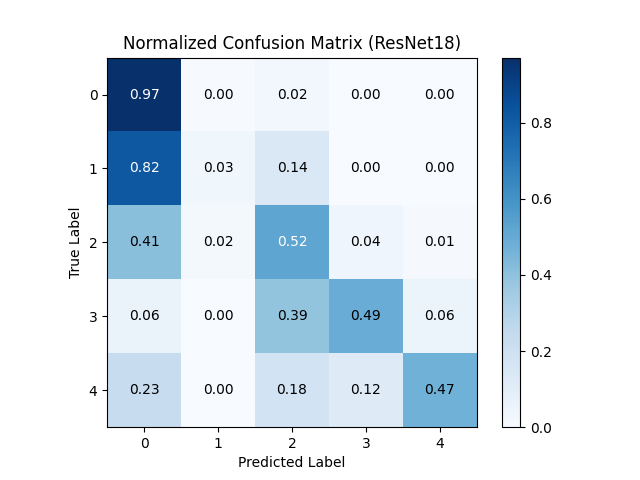 Normalized Confusion Matrix (ResNet18)
0 0.97 0.00 0.02 0.00 0.00
1 0.82 0.03 0.14 0.00 0.00
2 0.41 0.02 0.52 0.04 0.01
3 0.06 0.00 0.39 0.49 0.06
4 0.23 0.00 0.18 0.12 0.47
0 1 2 3 4
True Label
Predicted Label
0.8
0.6
0.4
0.2
0.0